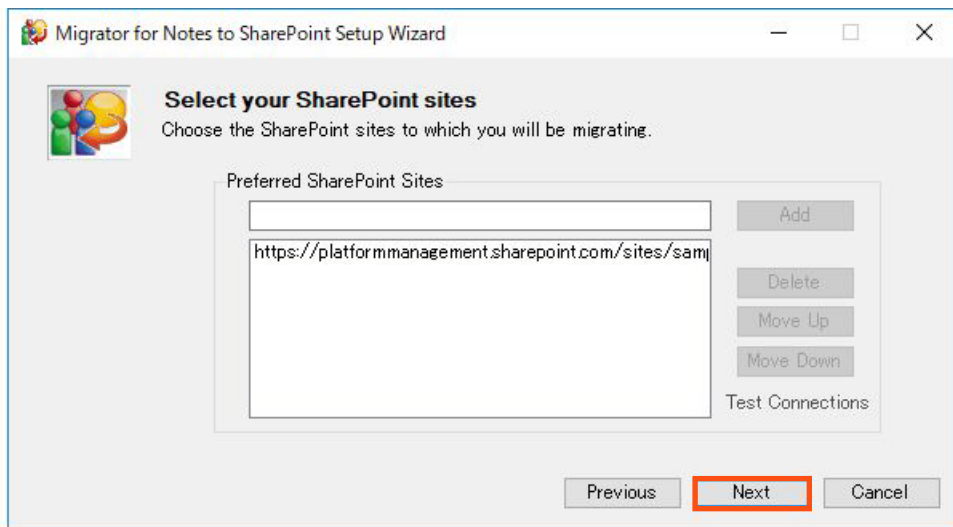 Migrator for Notes to SharePoint Setup Wizard
Select your SharePoint sites
Choose the SharePoint sites to which you will be migrating.
Preferred SharePoint Sites
Add
https://platformmanagement.sharepoint.com/sites/samp
Delete
Move Up
Move Down
Test Connections
Previous
Next
Cancel